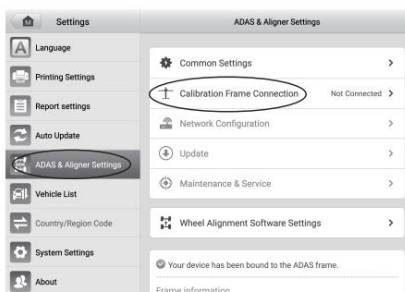 Settings
ADAS & Aligner Settings
Language
Printing Settings
Report settings
Auto Update
ADAS & Aligner Settings
Vehicle List
Country/Region Code
System Settings
About
Common Settings
Calibration Frame Connection Not Connected
Network Configuration
Update
Maintenance & Service
Wheel Alignment Software Settings
Your device has been bound to the ADAS frame.
Frame information